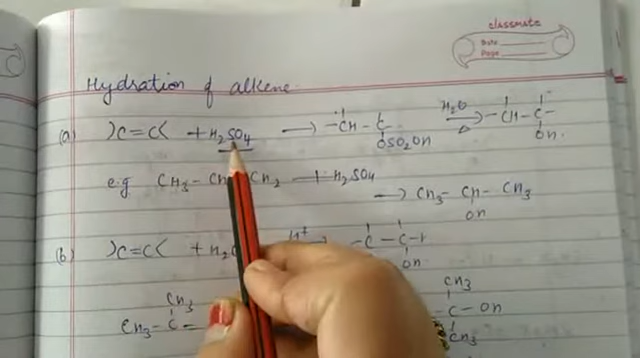 classmate
Date
Page
Hydration of alkene
(a) >C=C< + H2SO4 → -CH-C- OSO2OH H2O → Δ -CH-C- OH
e.g CH3-CH CH2 + H2SO4
→ CH3-CH-CH3
OH
(b) >C=C< + H2 H+ → -C-C-
OH
CH3 CH3
CH3-C= C-OH
CH3